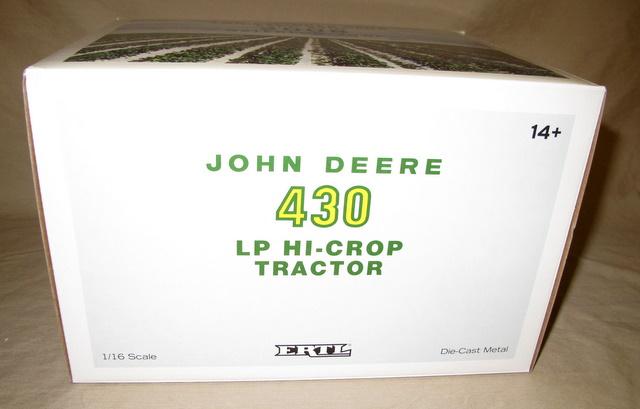 14+
JOHN DEERE
430
LP HI-CROP
TRACTOR
1/16 Scale
ERTL
Die-Cast Metal